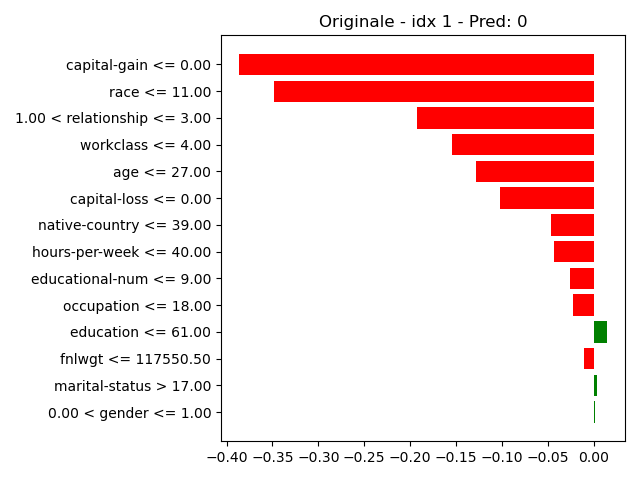 Originale - idx 1 - Pred: 0
capital-gain <= 0.00
race <= 11.00
1.00 < relationship <= 3.00
workclass <= 4.00
age <= 27.00
capital-loss <= 0.00
native-country <= 39.00
hours-per-week <= 40.00
educational-num <= 9.00
occupation <= 18.00
education <= 61.00
fnlwgt <= 117550.50
marital-status > 17.00
0.00 < gender <= 1.00
−0.40 −0.35 −0.30 −0.25 −0.20 −0.15 −0.10 −0.05 0.00